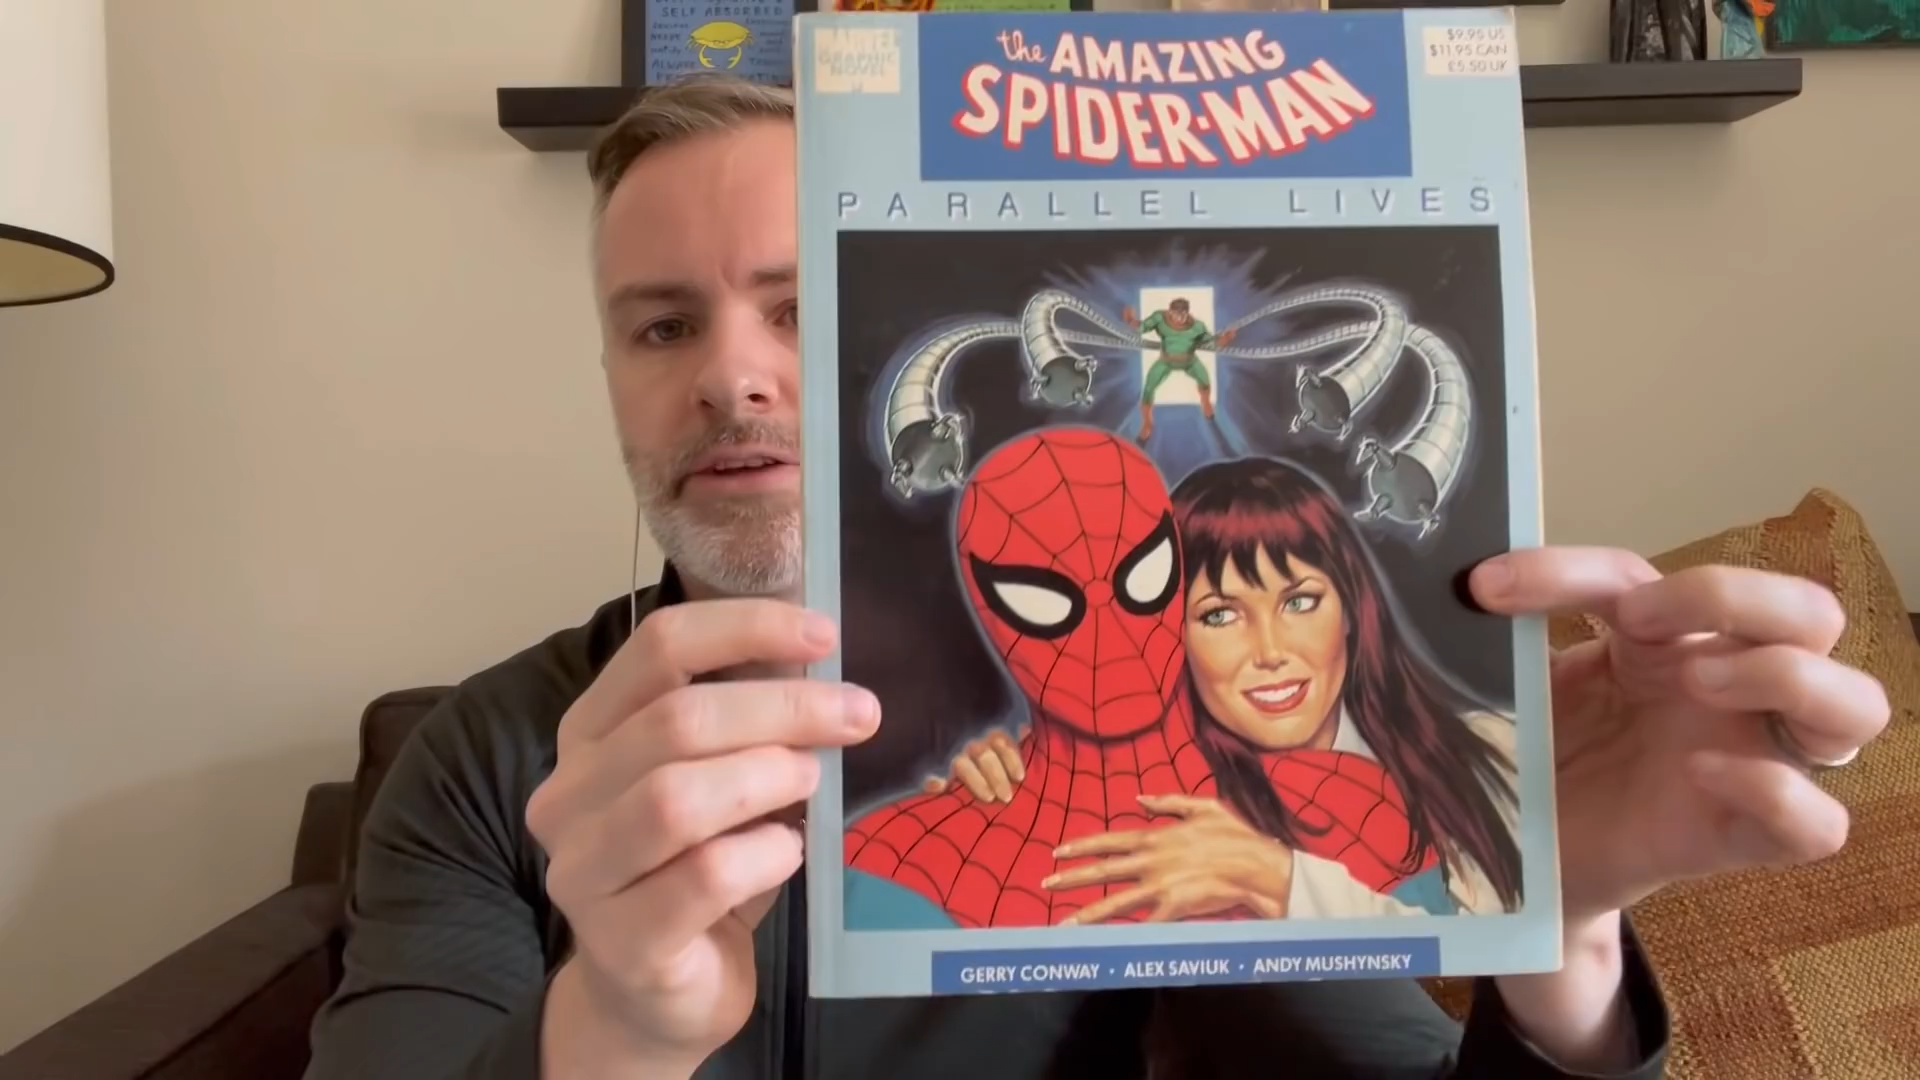 SELF ABSORBED
ALWAYS
MARVEL
GRAPHIC
NOVEL
the AMAZING
SPIDER-MAN
$9.95 US
$11.95 CAN
£5.50 UK
PARALLEL LIVES
GERRY CONWAY · ALEX SAVIUK · ANDY MUSHYNSKY